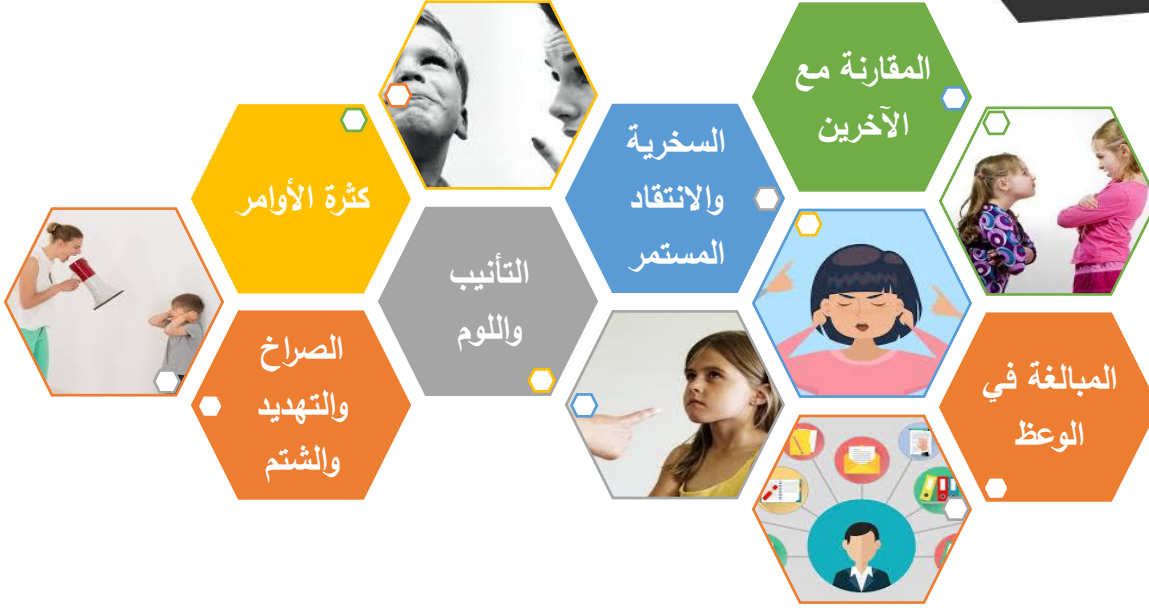 المقارنة مع
الآخرين
السخرية
والانتقاد
المستمر
كثرة الأوامر
التأنيب
واللوم
الصراخ
والتهديد
والشتم
المبالغة في
الوعظ